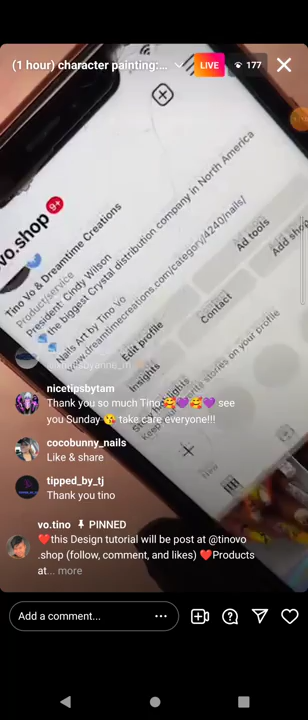 (1 hour) character painting:...
LIVE
177
vo.shop
9+
Tino Vo & Dreamtime Creations
Product/service
President: Cindy Wilson
the biggest Crystal distribution company in North America
Nails Art by Tino Vo
www.dreamtimecreations.com/category/4240/nails/
Edit profile
Ad tools
Add shop
Insights
Contact
nicetipsbytam
Thank you so much Tino🥰💜🥰💜 see
you Sunday 😘 take care everyone!!!
cocobunny_nails
Like & share
tipped_by_tj
Thank you tino
vo.tino 📌 PINNED
❤️this Design tutorial will be post at @tinovo
.shop (follow, comment, and likes) ❤️Products
at... more
Add a comment...